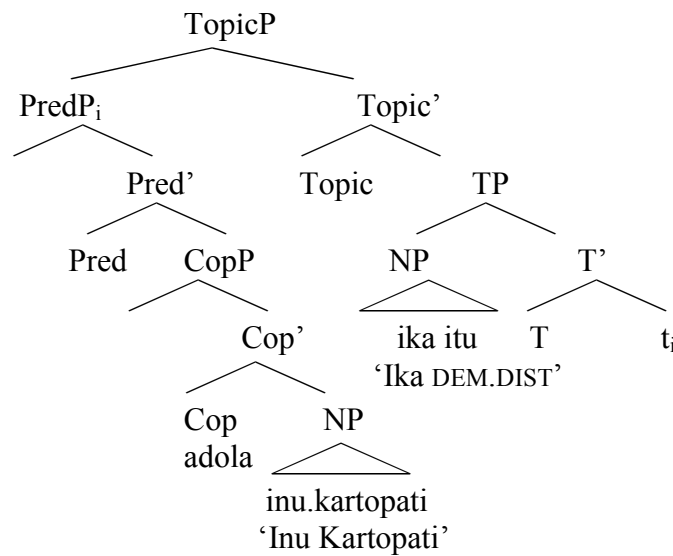 TopicP
PredPi Topic’
Pred’ Topic TP
Pred CopP NP T’
Cop’ ika itu T ti
‘Ika DEM.DIST’
Cop NP
adola
inu.kartopati
‘Inu Kartopati’